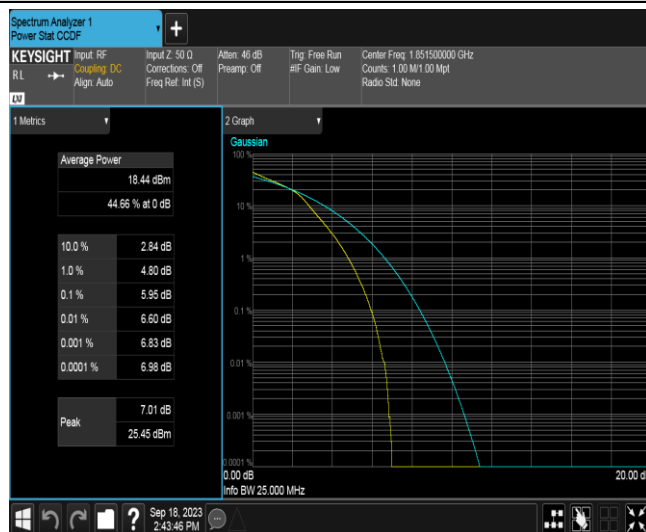 Spectrum Analyzer 1
Power Stat CCDF
+
KEYSIGHT
RL
LXI
Input: RF
Coupling: DC
Align: Auto
Input Z: 50 Ω
Corrections: Off
Freq Ref: Int (S)
Atten: 46 dB
Preamp: Off
Trig: Free Run
#IF Gain: Low
Center Freq: 1.851500000 GHz
Counts: 1.00 M/1.00 Mpt
Radio Std: None
1 Metrics
Average Power
18.44 dBm
44.66 % at 0 dB
10.0 % 2.84 dB
1.0 % 4.80 dB
0.1 % 5.95 dB
0.01 % 6.60 dB
0.001 % 6.83 dB
0.0001 % 6.98 dB
Peak
7.01 dB
25.45 dBm
2 Graph
Gaussian
100 %
10 %
1 %
0.1 %
0.01 %
0.001 %
0.0001 %
0.00 dB
20.00 d
Info BW 25.000 MHz
?
Sep 18, 2023
2:43:46 PM